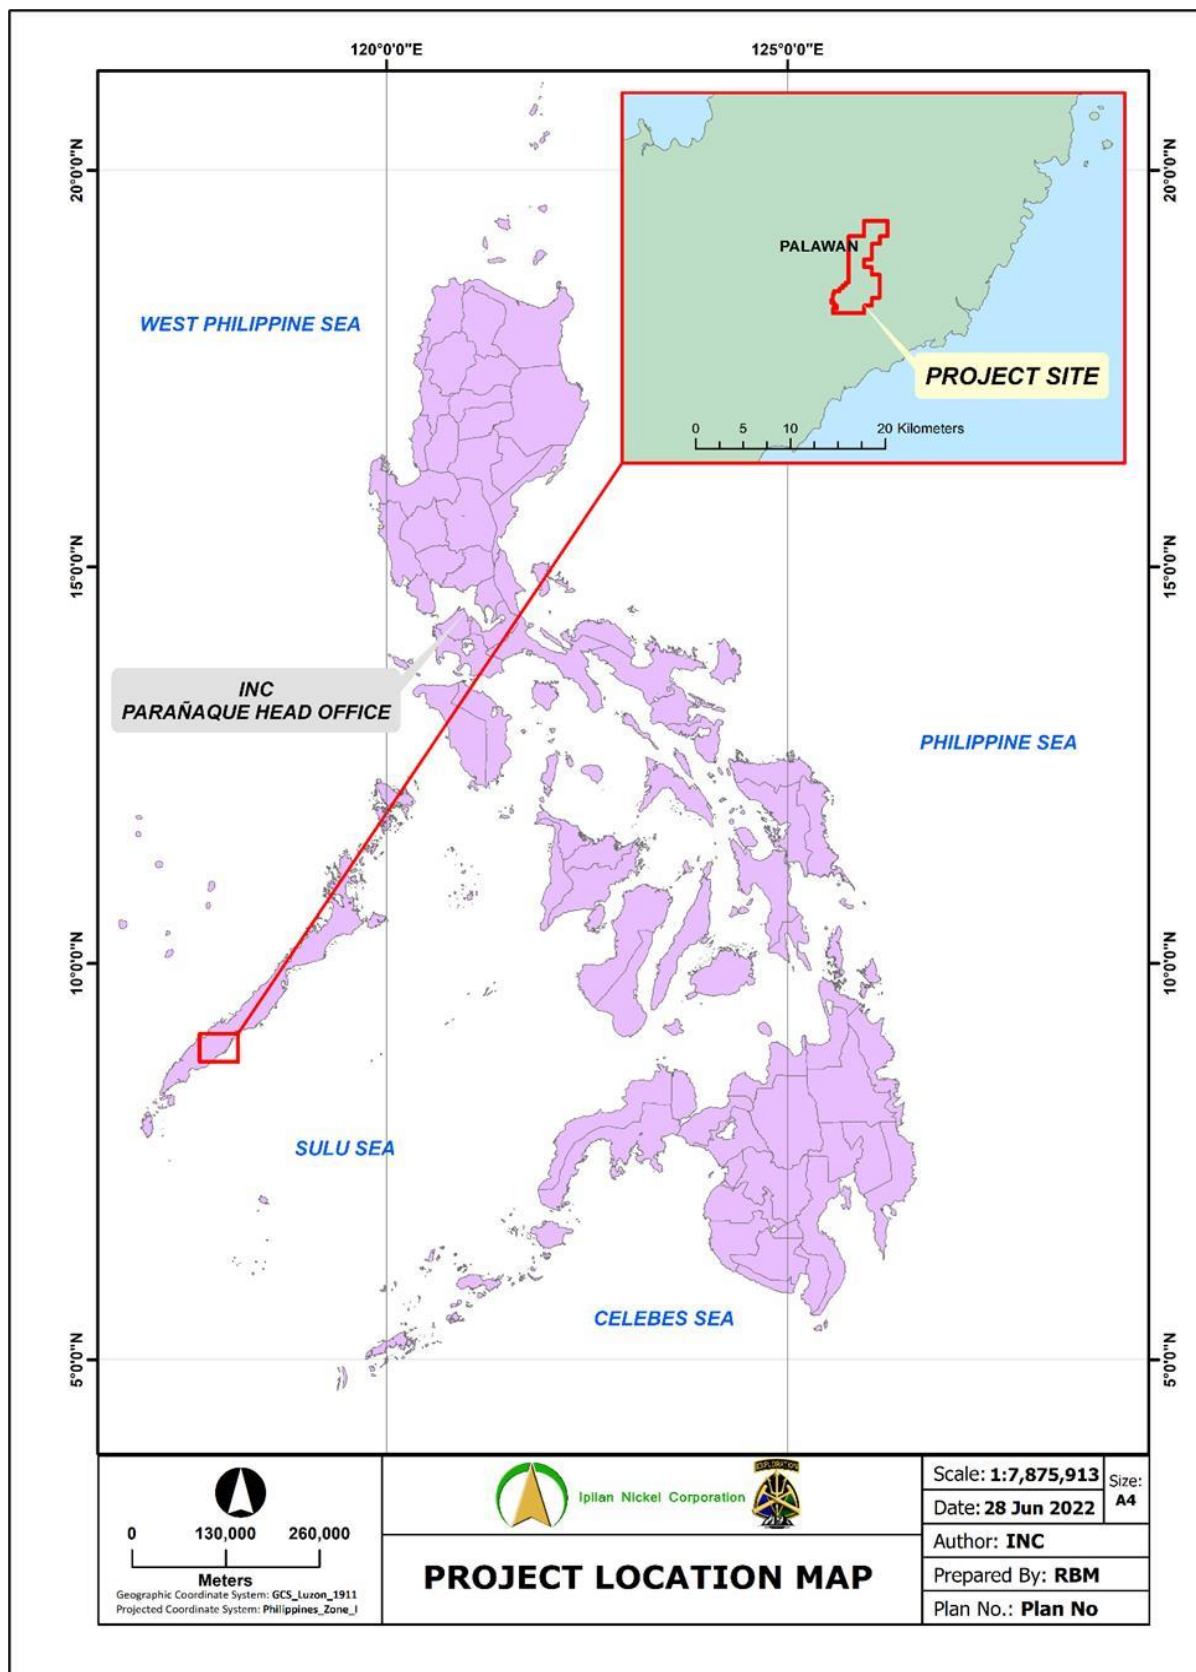 120°0'0"E
125°0'0"E
20°0'0"N
20°0'0"N
PALAWAN
WEST PHILIPPINE SEA
PROJECT SITE
0 5 10 20 Kilometers
15°0'0"N
15°0'0"N
INC
PARAÑAQUE HEAD OFFICE
PHILIPPINE SEA
10°0'0"N
10°0'0"N
SULU SEA
CELEBES SEA
5°0'0"N
5°0'0"N
0 130,000 260,000
Meters
Geographic Coordinate System: GCS_Luzon_1911
Projected Coordinate System: Philippines_Zone_I
Ipilan Nickel Corporation
EXPLORATION
PROJECT LOCATION MAP
Scale: 1:7,875,913
Size:
A4
Date: 28 Jun 2022
Author: INC
Prepared By: RBM
Plan No.: Plan No